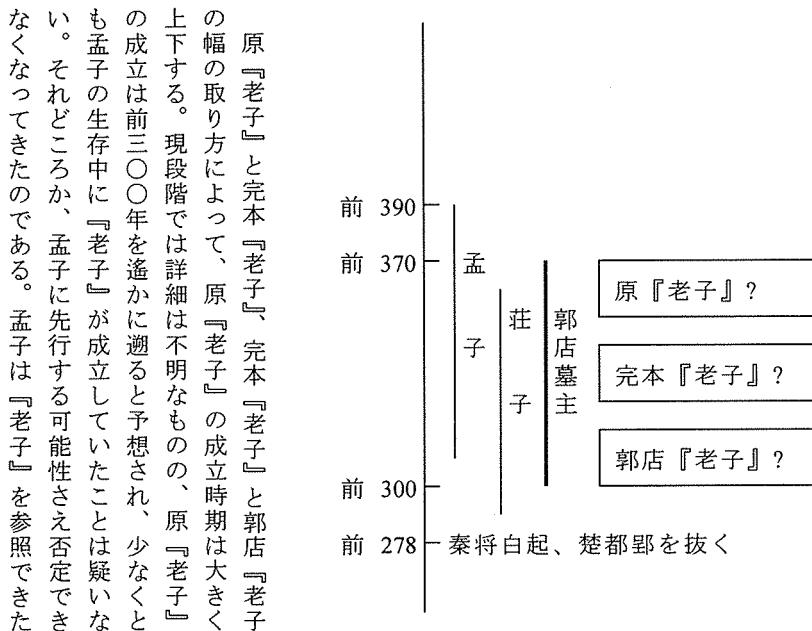 原『老子』と完本『老子』、完本『老子』と郭店『老子
の幅の取り方によって、原『老子』の成立時期は大きく
上下する。現段階では詳細は不明なものの、原『老子』
の成立は前三〇〇年を遙かに遡ると予想され、少なくと
も孟子の生存中に『老子』が成立していたことは疑いな
い。それどころか、孟子に先行する可能性さえ否定でき
なくなってきたのである。孟子は『老子』を参照できた
前 390
前 370
孟子
荘子
郭店墓主
原『老子』?
完本『老子』?
郭店『老子』?
前 300
前 278
秦将白起、楚都郢を抜く